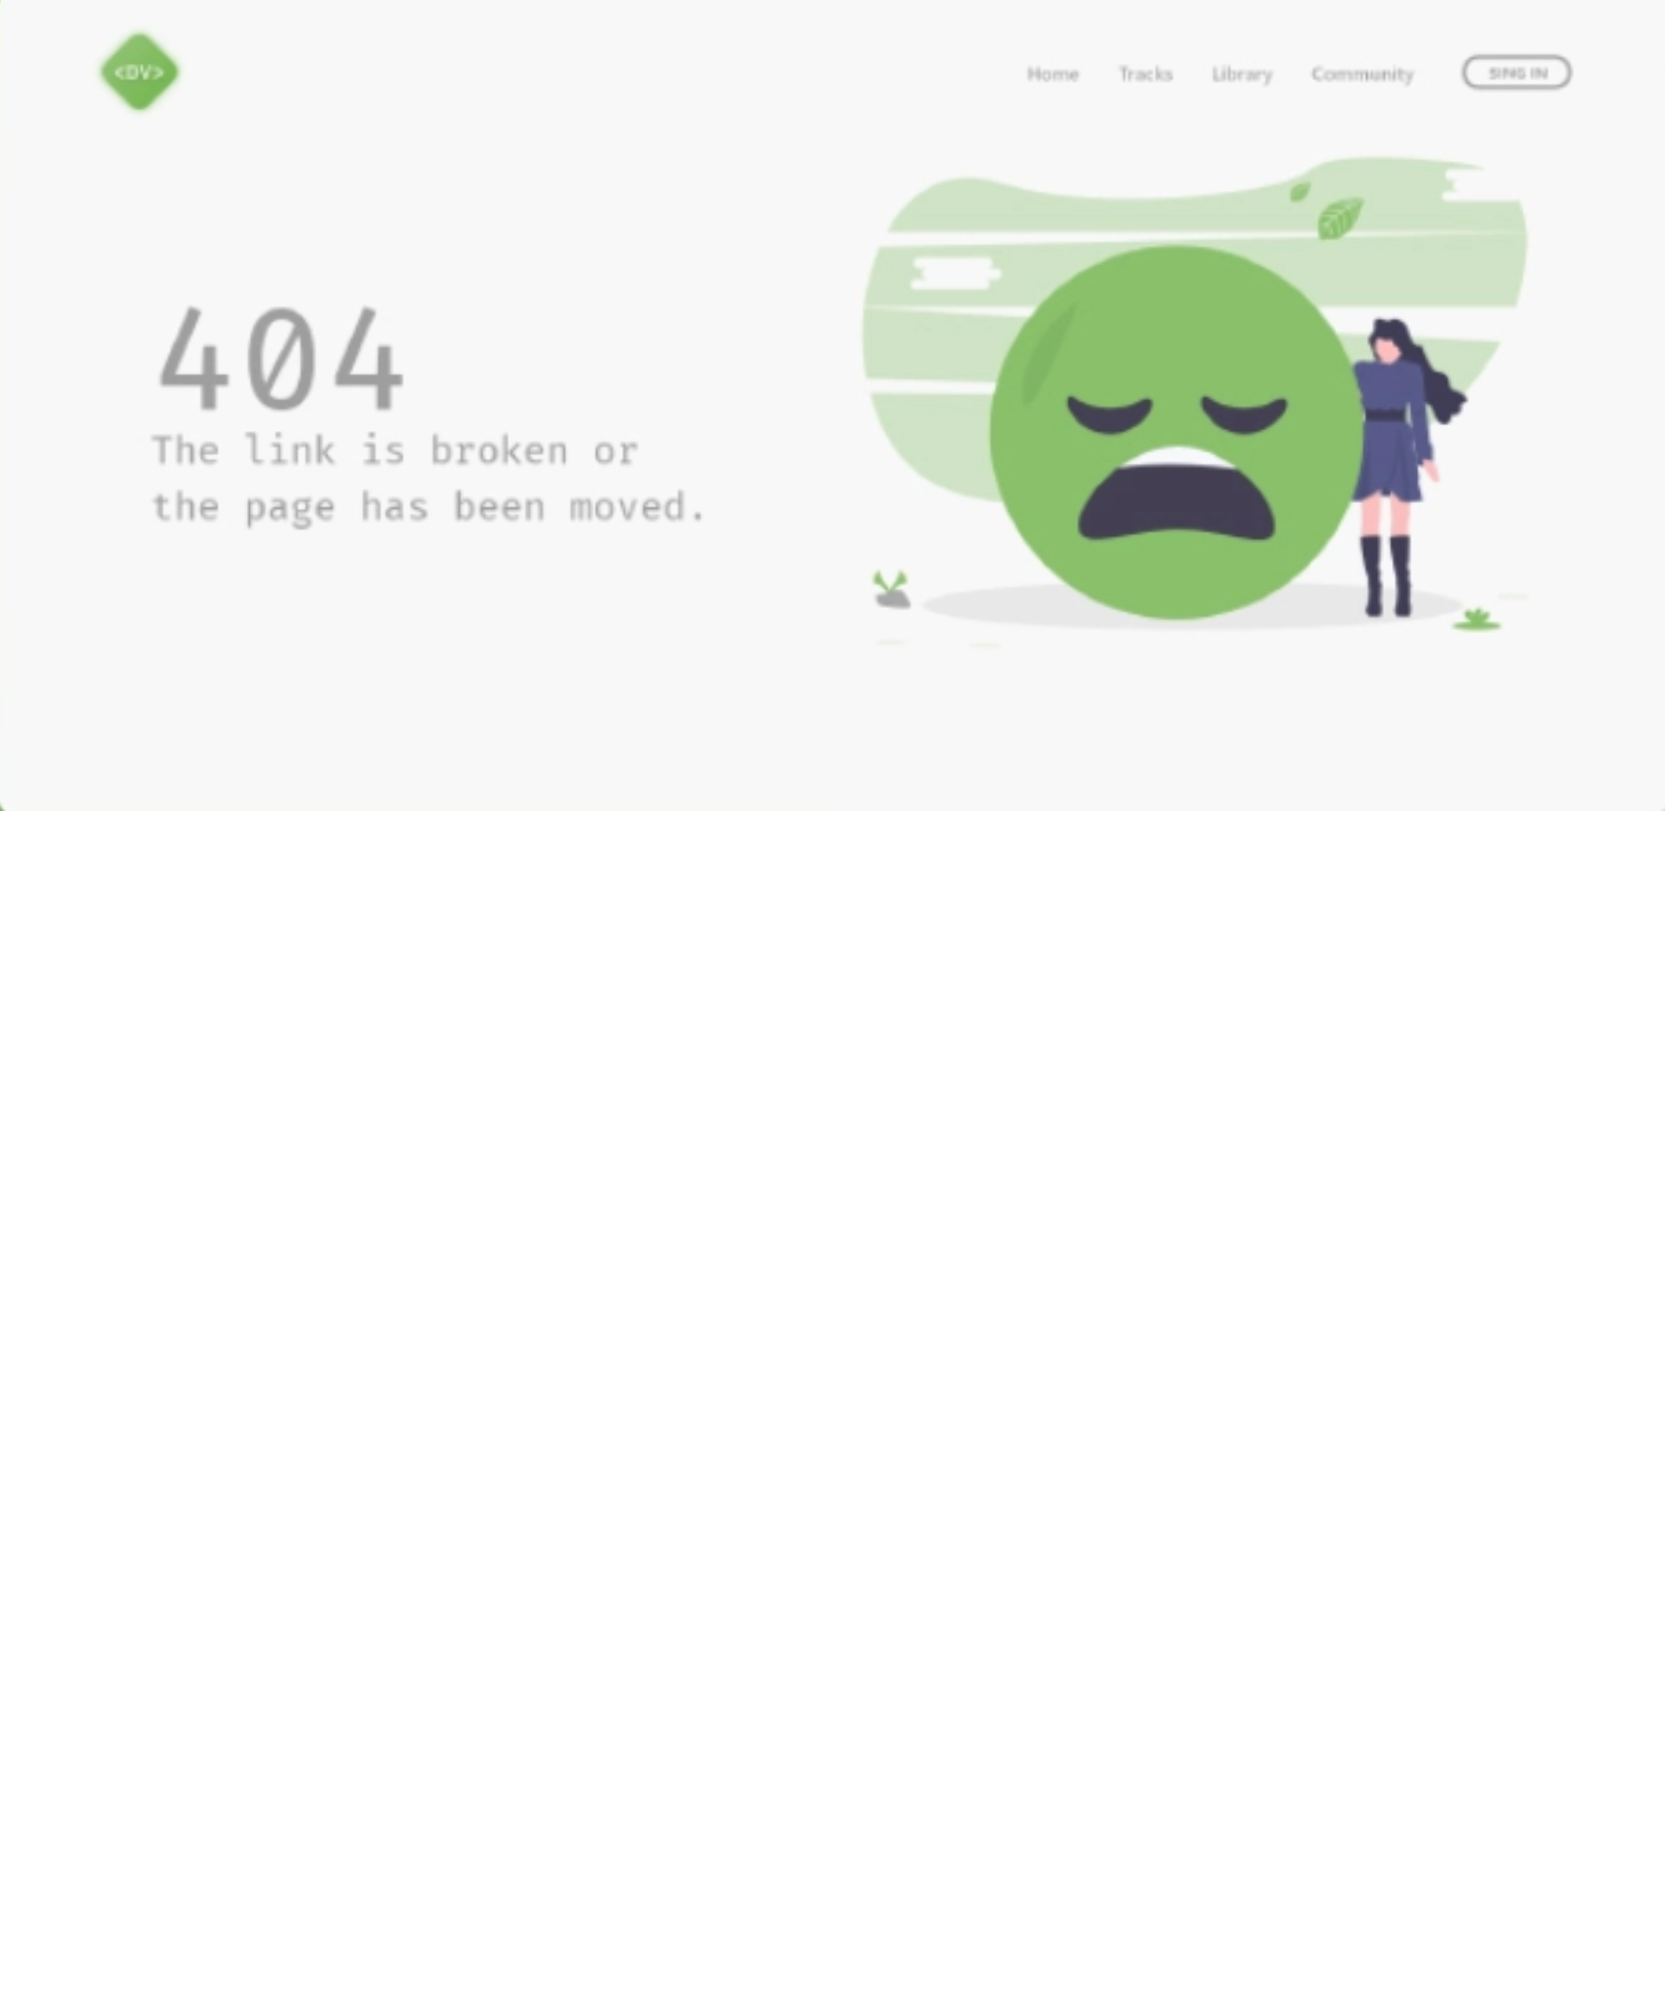 <DV>
Home Tracks Library Community SING IN
404
The link is broken or
the page has been moved.